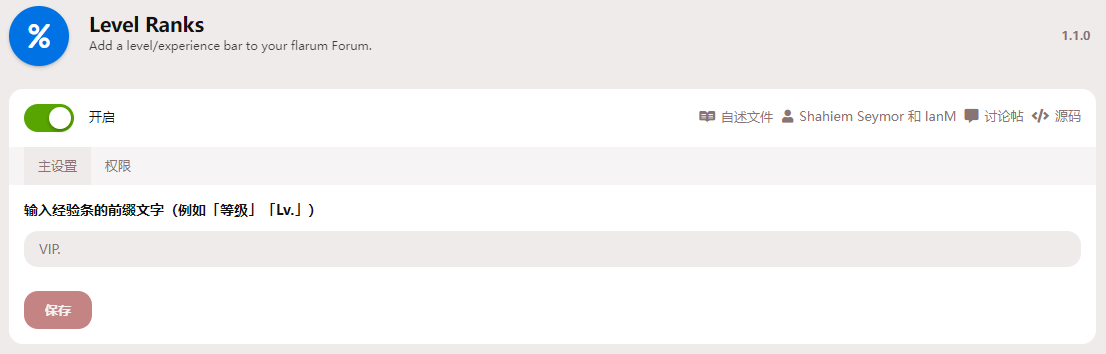 Level Ranks
Add a level/experience bar to your flarum Forum.
1.1.0
开启
自述文件 Shahiem Seymor 和 IanM 讨论帖 源码
主设置 权限
输入经验条的前缀文字（例如「等级」「Lv.」）
VIP.
保存